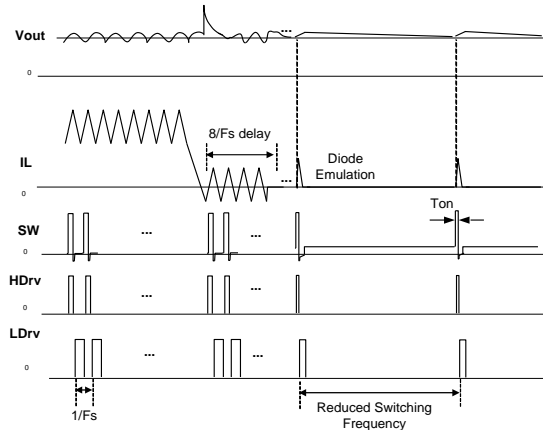 Vout
...
0
8/Fs delay
IL
Diode
Emulation
...
0
Ton
SW
...
...
0
HDrv
...
...
0
LDrv
...
...
0
1/Fs
Reduced Switching
Frequency